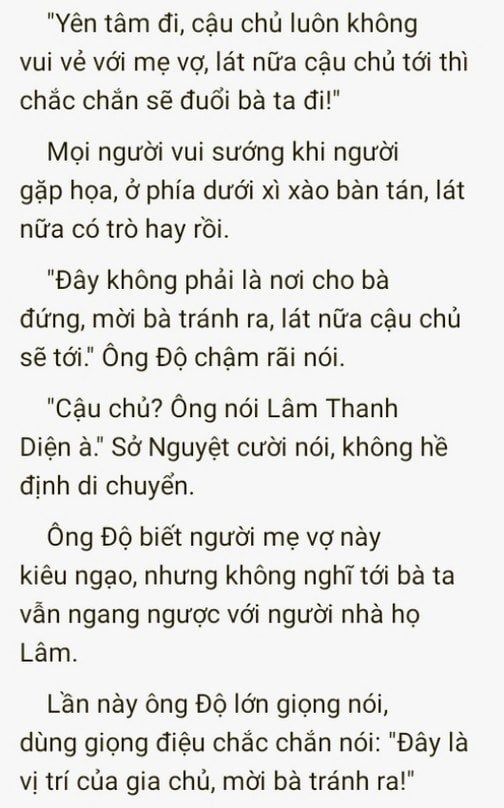 "Yên tâm đi, cậu chủ luôn không
vui vẻ với mẹ vợ, lát nữa cậu chủ tới thì
chắc chắn sẽ đuổi bà ta đi!"
Mọi người vui sướng khi người
gặp họa, ở phía dưới xì xào bàn tán, lát
nữa có trò hay rồi.
"Đây không phải là nơi cho bà
đứng, mời bà tránh ra, lát nữa cậu chủ
sẽ tới." Ông Độ chậm rãi nói.
"Cậu chủ? Ông nói Lâm Thanh
Diện à." Sở Nguyệt cười nói, không hề
định di chuyển.
Ông Độ biết người mẹ vợ này
kiêu ngạo, nhưng không nghĩ tới bà ta
vẫn ngang ngược với người nhà họ
Lâm.
Lần này ông Độ lớn giọng nói,
dùng giọng điệu chắc chắn nói: "Đây là
vị trí của gia chủ, mời bà tránh ra!"